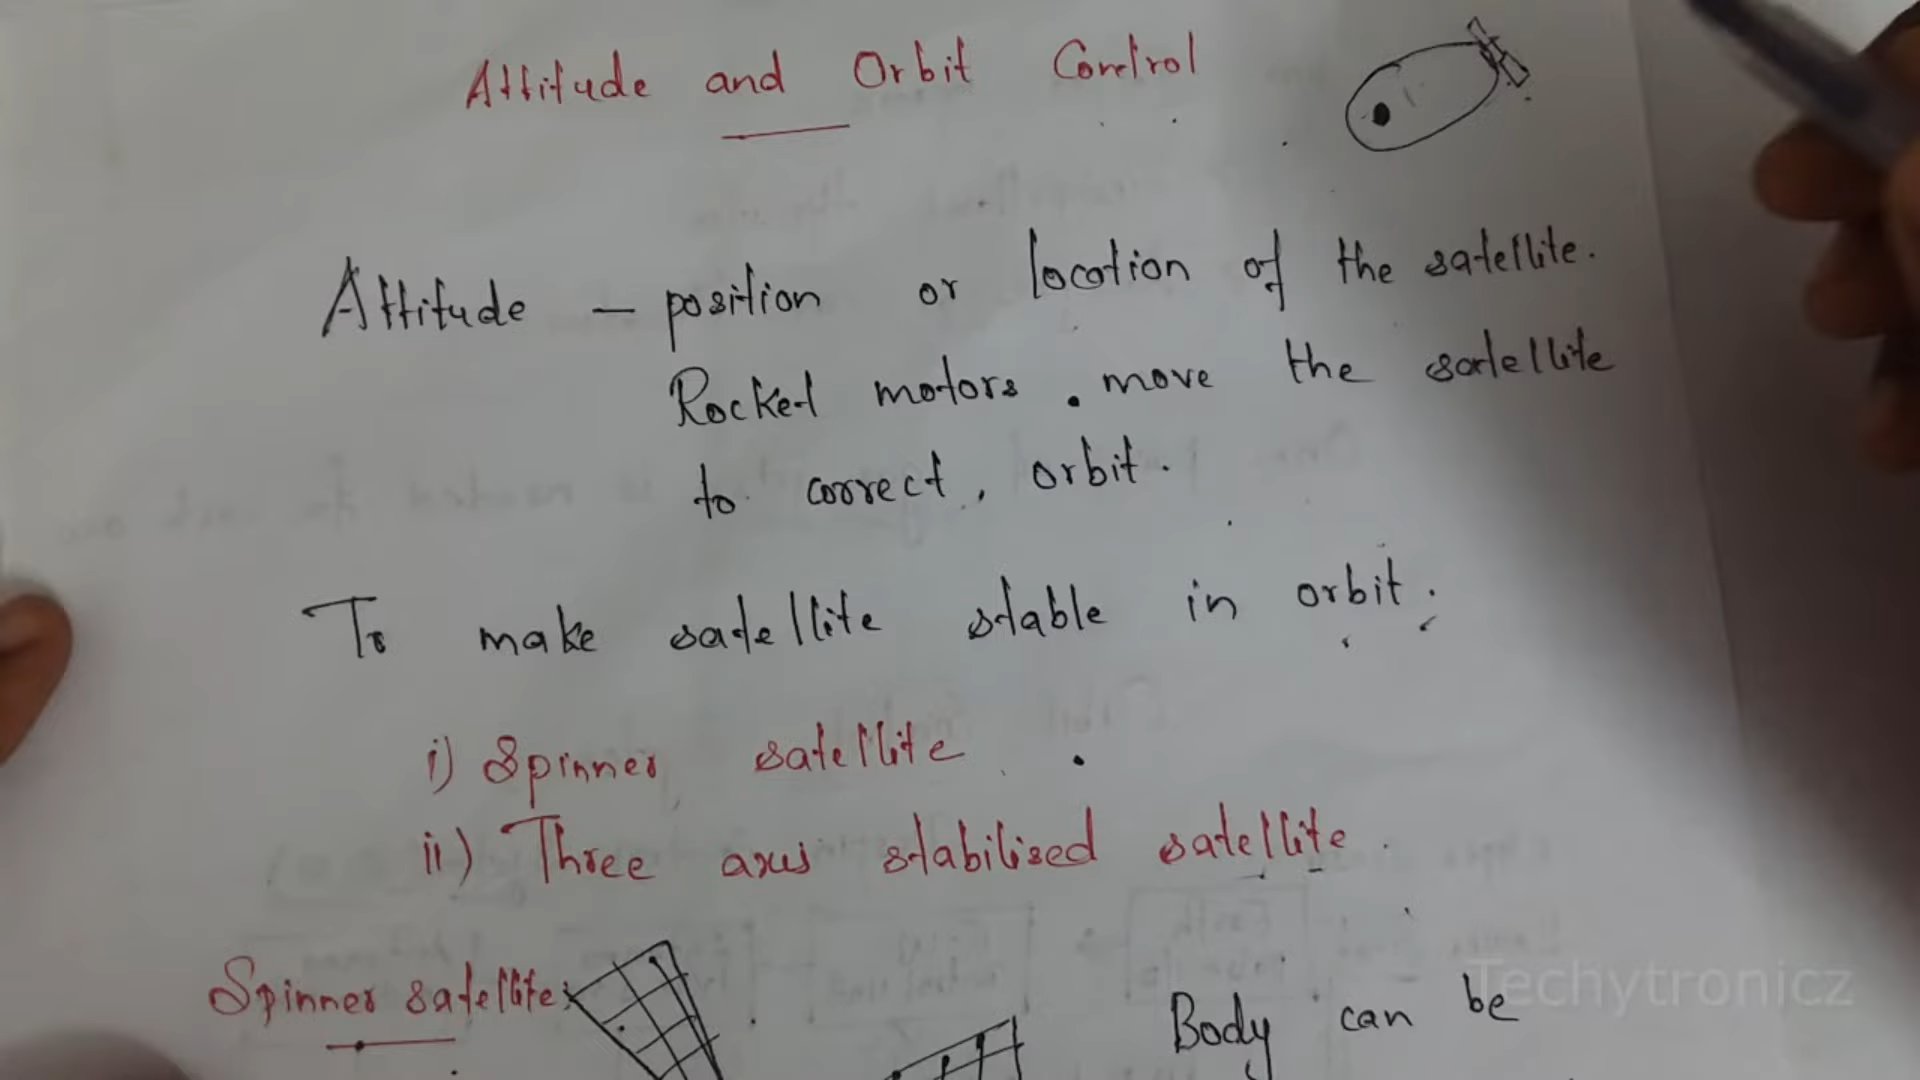 Attitude and Orbit Control
Attitude – position or location of the satellite.
Rocket motors move the satellite
to correct orbit.
To make satellite stable in orbit.
i) Spinner satellite
ii) Three axis stabilised satellite.
Spinner satellite:
Body can be
Techytronicz